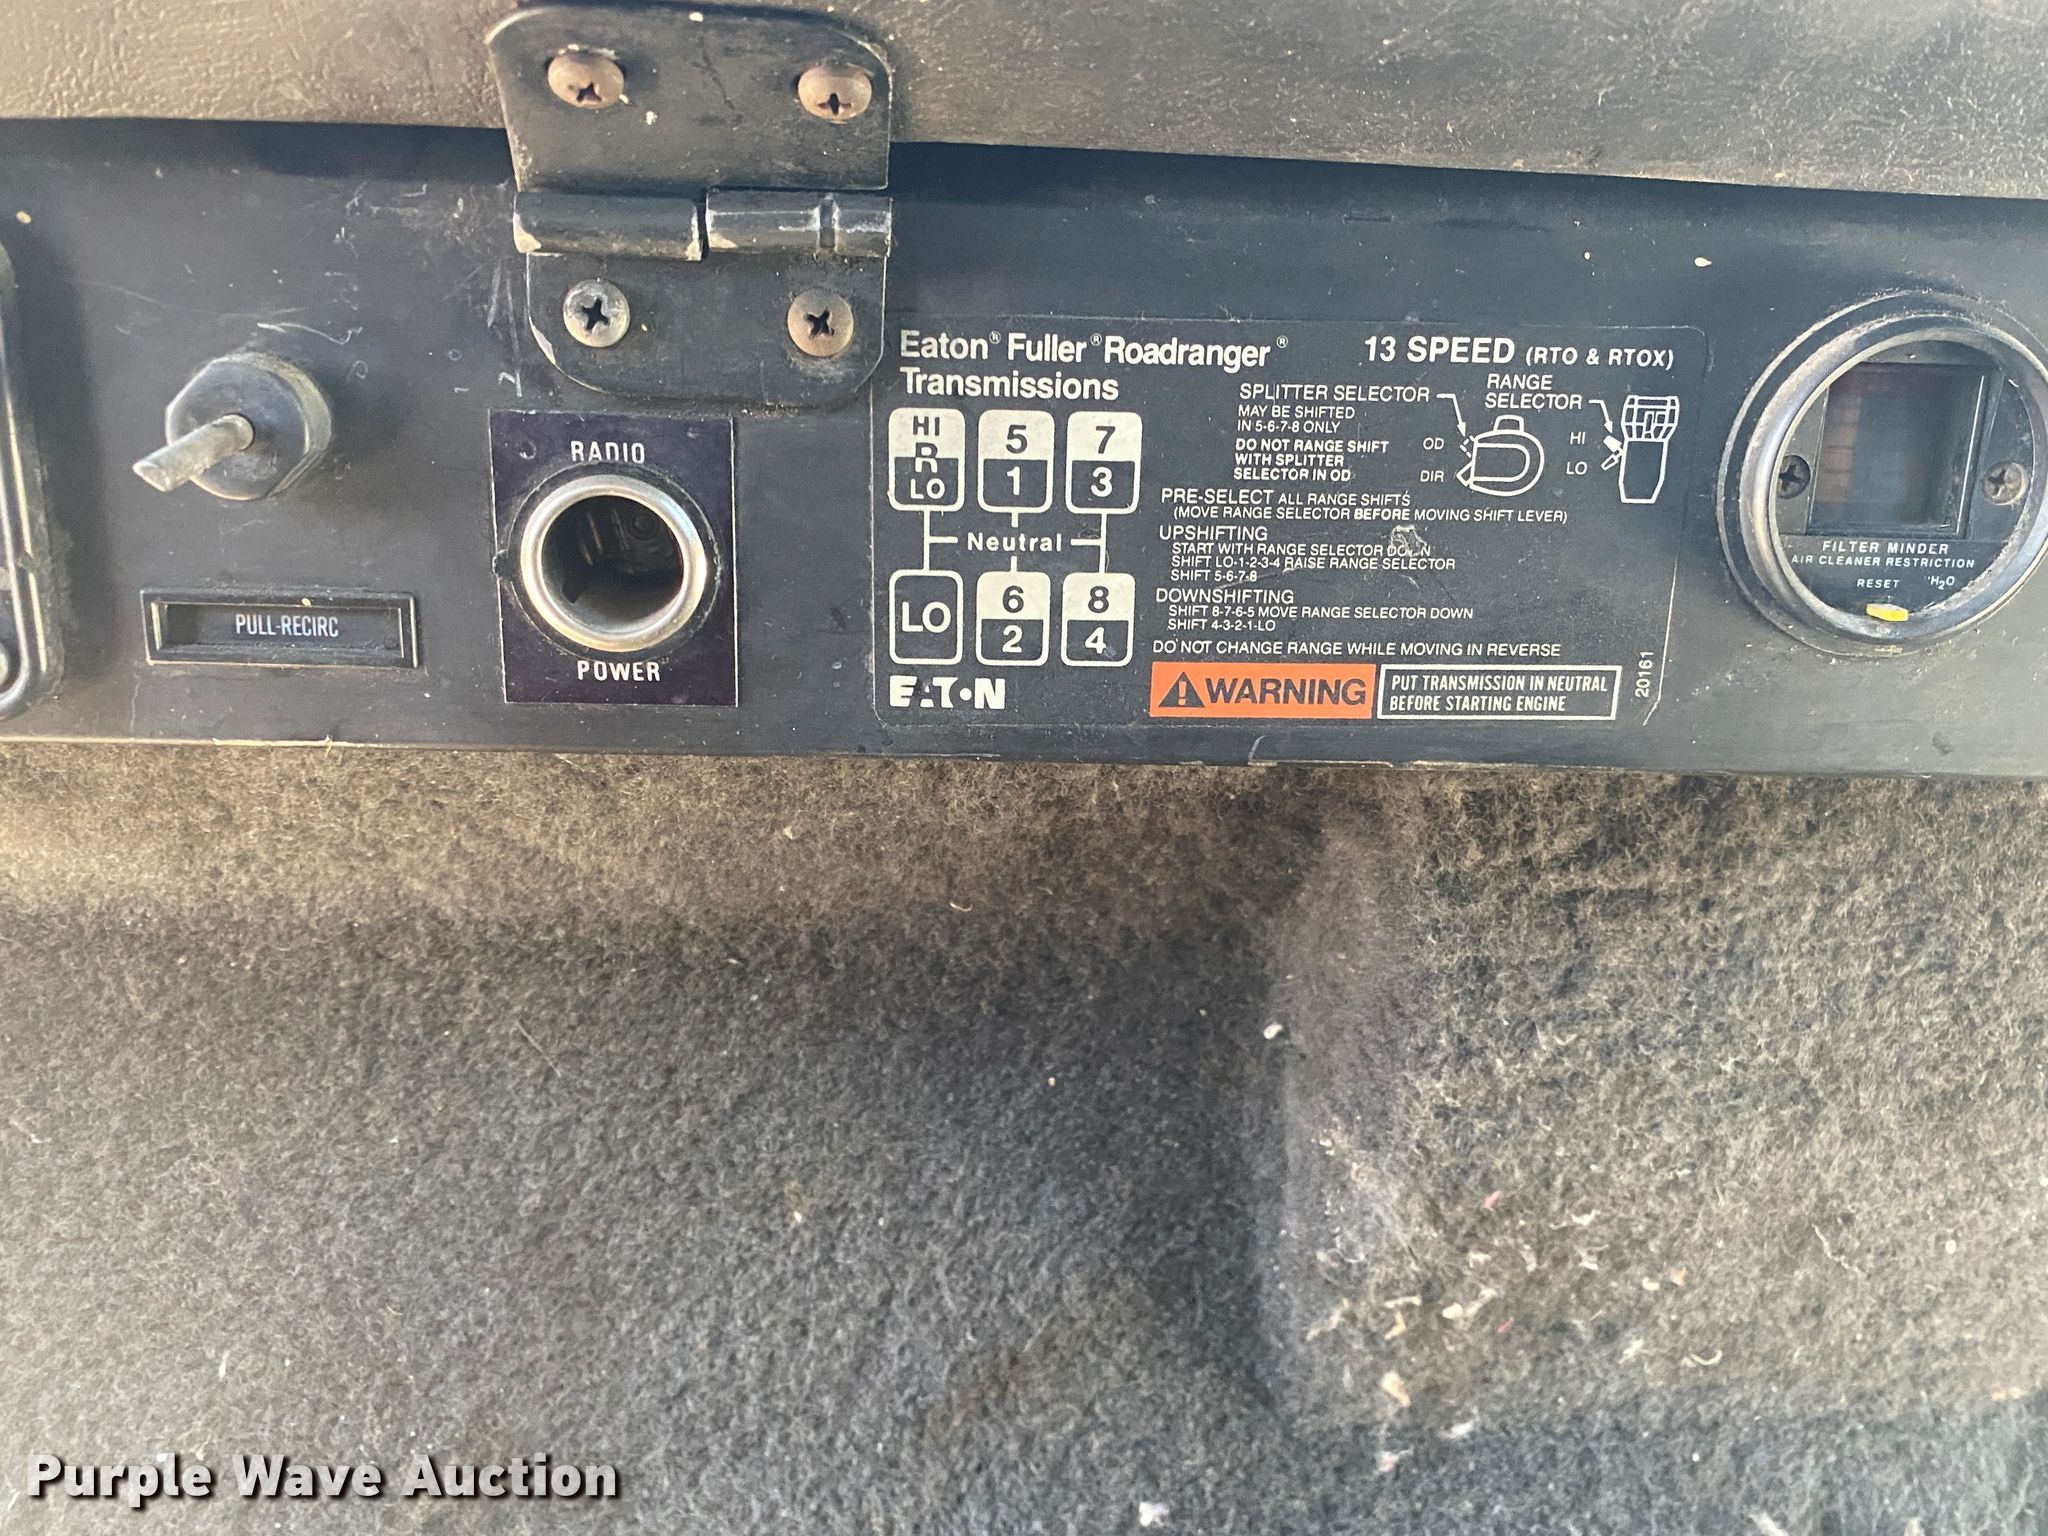 RADIO
POWER
PULL-RECIRC
Eaton® Fuller® Roadranger®
Transmissions
13 SPEED (RTO & RTOX)
HI
R
LO
5
1
7
3
Neutral
LO
6
2
8
4
EATON
SPLITTER SELECTOR
MAY BE SHIFTED
IN 5-6-7-8 ONLY
DO NOT RANGE SHIFT
WITH SPLITTER
SELECTOR IN OD
OD
DIR
RANGE
SELECTOR
HI
LO
PRE-SELECT ALL RANGE SHIFTS
(MOVE RANGE SELECTOR BEFORE MOVING SHIFT LEVER)
UPSHIFTING
START WITH RANGE SELECTOR DOWN
SHIFT LO-1-2-3-4 RAISE RANGE SELECTOR
SHIFT 5-6-7-8
DOWNSHIFTING
SHIFT 8-7-6-5 MOVE RANGE SELECTOR DOWN
SHIFT 4-3-2-1-LO
DO NOT CHANGE RANGE WHILE MOVING IN REVERSE
WARNING
PUT TRANSMISSION IN NEUTRAL
BEFORE STARTING ENGINE
20161
FILTER MINDER
AIR CLEANER RESTRICTION
RESET "H2O
Purple Wave Auction